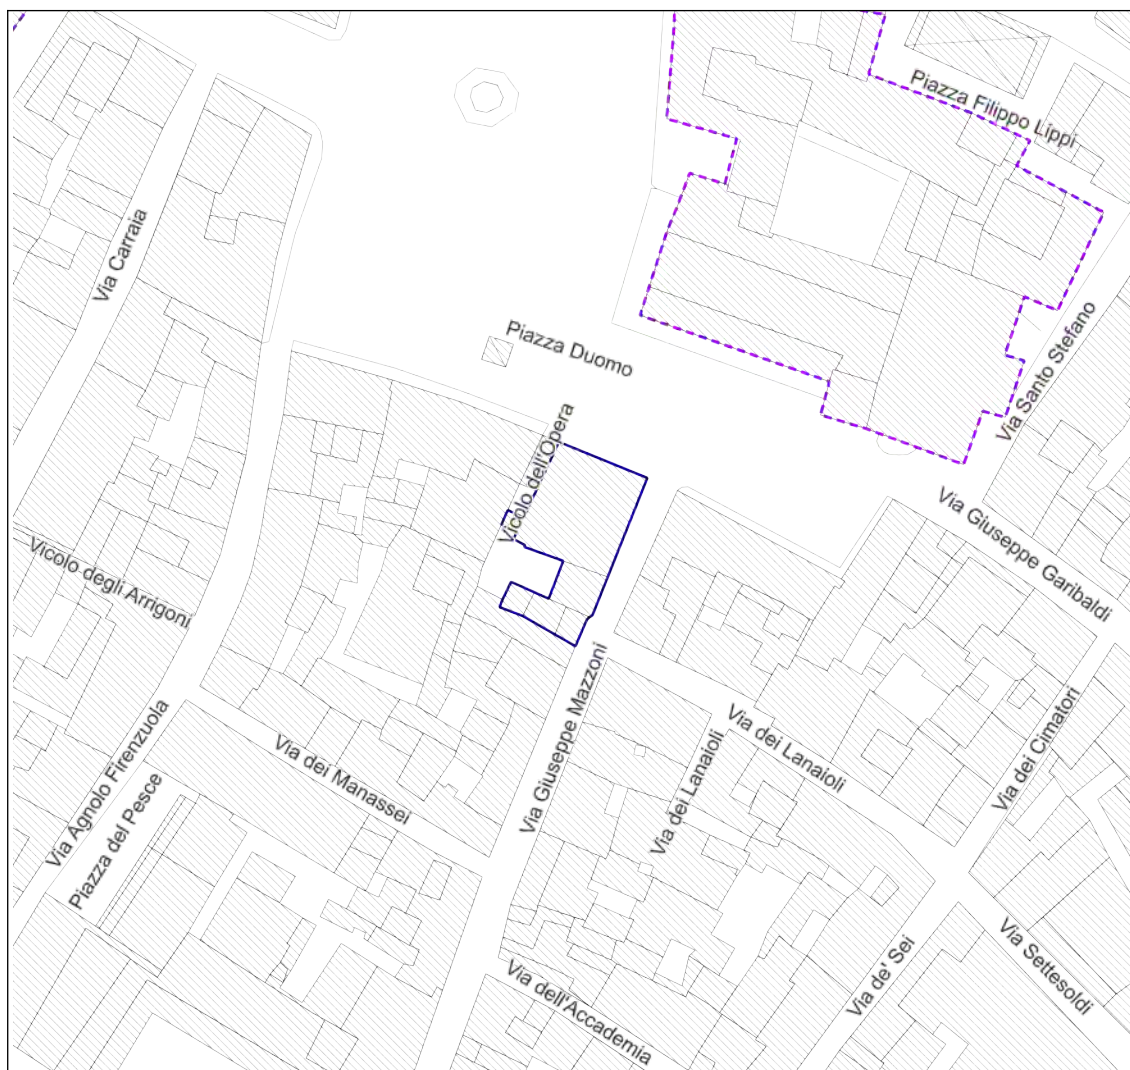 Piazza Filippo Lippi
Via Carraia
Piazza Duomo
Via Santo Stefano
Vicolo dell'Opera
Via Giuseppe Garibaldi
Vicolo degli Arrigoni
Via Giuseppe Mazzoni
Via dei Cimatori
Via Agnolo Firenzuola
Via dei Manassei
Via dei Lanaioli
Via dei Lanaioli
Piazza del Pesce
Via de' Sei
Via Settesoldi
Via dell'Accademia